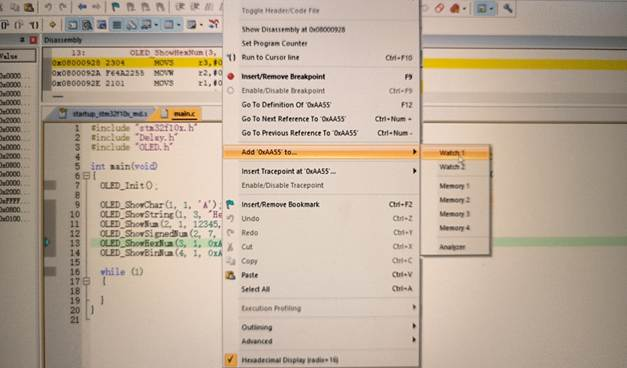 Toggle Header/Code File
Show Disassembly at 0x08000928
Set Program Counter
{} Run to Cursor line Ctrl+F10
Insert/Remove Breakpoint F9
Enable/Disable Breakpoint Ctrl+F9
Go To Definition Of '0xAA55' F12
Go To Next Reference To '0xAA55' Ctrl+Num +
Go To Previous Reference To '0xAA55' Ctrl+Num -
Add '0xAA55' to...
Insert Tracepoint at '0xAA55'...
Enable/Disable Tracepoint
Insert/Remove Bookmark Ctrl+F2
Undo Ctrl+Z
Redo Ctrl+Y
Cut Ctrl+X
Copy Ctrl+C
Paste Ctrl+V
Select All Ctrl+A
Execution Profiling
Outlining
Advanced
Hexadecimal Display (radix=16)
Watch 1
Watch 2
Memory 1
Memory 2
Memory 3
Memory 4
Analyzer
Disassembly
13: OLED_ShowHexNum(3,
0x08000928 2304 MOVS r3,#0
0x0800092A F64A2255 MOVW r2,#0
0x0800092E 2101 MOVS r1,#0
Value
startup_stm32f10x_md.s main.c
1 #include "stm32f10x.h"
2 #include "Delay.h"
3 #include "OLED.h"
4
5 int main(void)
6 {
7 OLED_Init();
8
9 OLED_ShowChar(1, 1, 'A');
10 OLED_ShowString(1, 3, "He
11 OLED_ShowNum(2, 1, 12345,
12 OLED_ShowSignedNum(2, 7,
13 OLED_ShowHexNum(3, 1, 0xA
14 OLED_ShowBinNum(4, 1, 0xA
15
16 while (1)
17 {
18
19 }
20 }
21